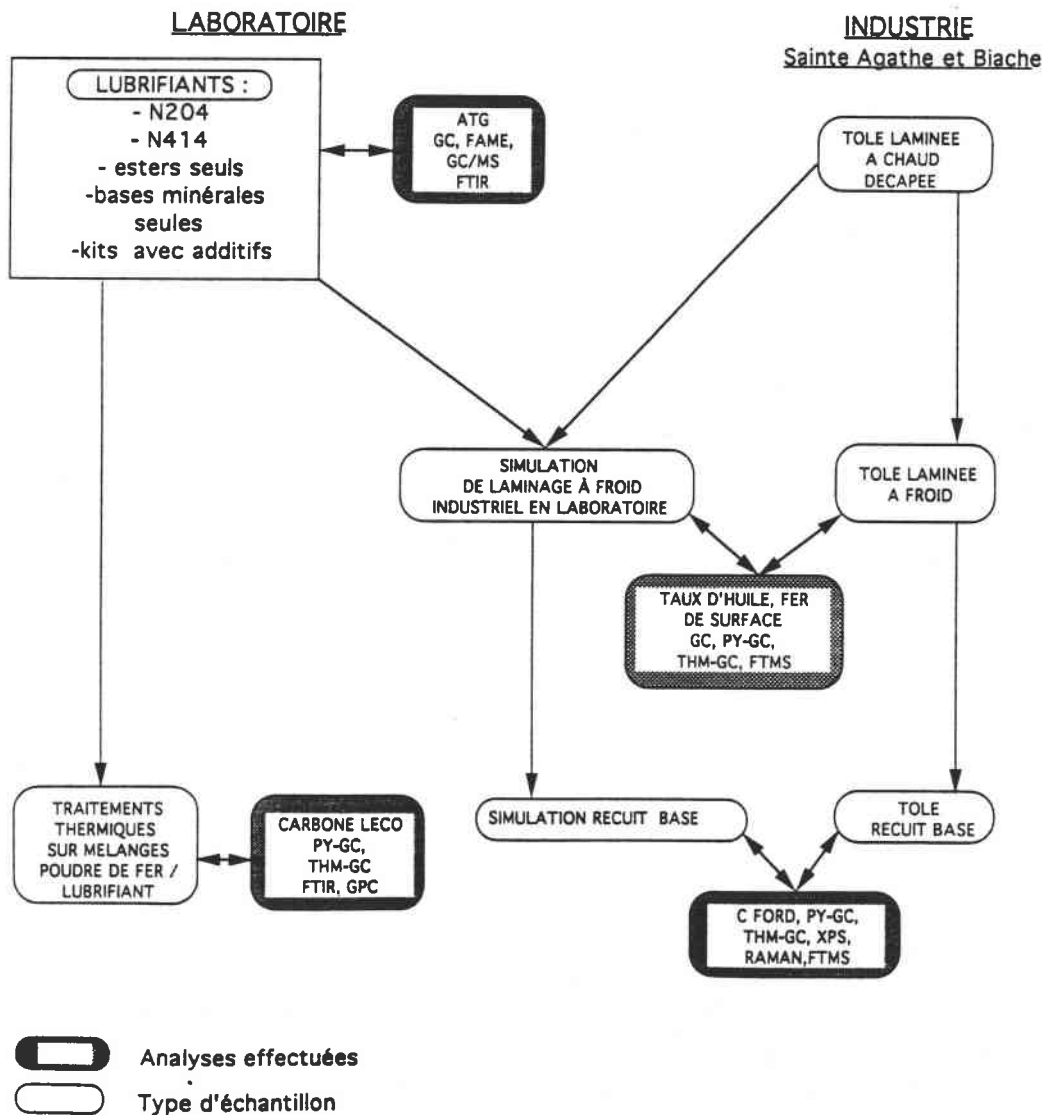 LABORATOIRE
INDUSTRIE
Sainte Agathe et Biache
LUBRIFIANTS :
- N204
- N414
- esters seuls
-bases minérales
seules
-kits avec additifs
ATG
GC, FAME,
GC/MS
FTIR
TOLE LAMINEE
A CHAUD
DECAPEE
SIMULATION
DE LAMINAGE À FROID
INDUSTRIEL EN LABORATOIRE
TOLE LAMINEE
A FROID
TAUX D'HUILE, FER
DE SURFACE
GC, PY-GC,
THM-GC, FTMS
TRAITEMENTS
THERMIQUES
SUR MELANGES
POUDRE DE FER /
LUBRIFIANT
CARBONE LECO
PY-GC,
THM-GC
FTIR, GPC
SIMULATION RECUIT BASE
TOLE
RECUIT BASE
C FORD, PY-GC,
THM-GC, XPS,
RAMAN,FTMS
Analyses effectuées
Type d'échantillon